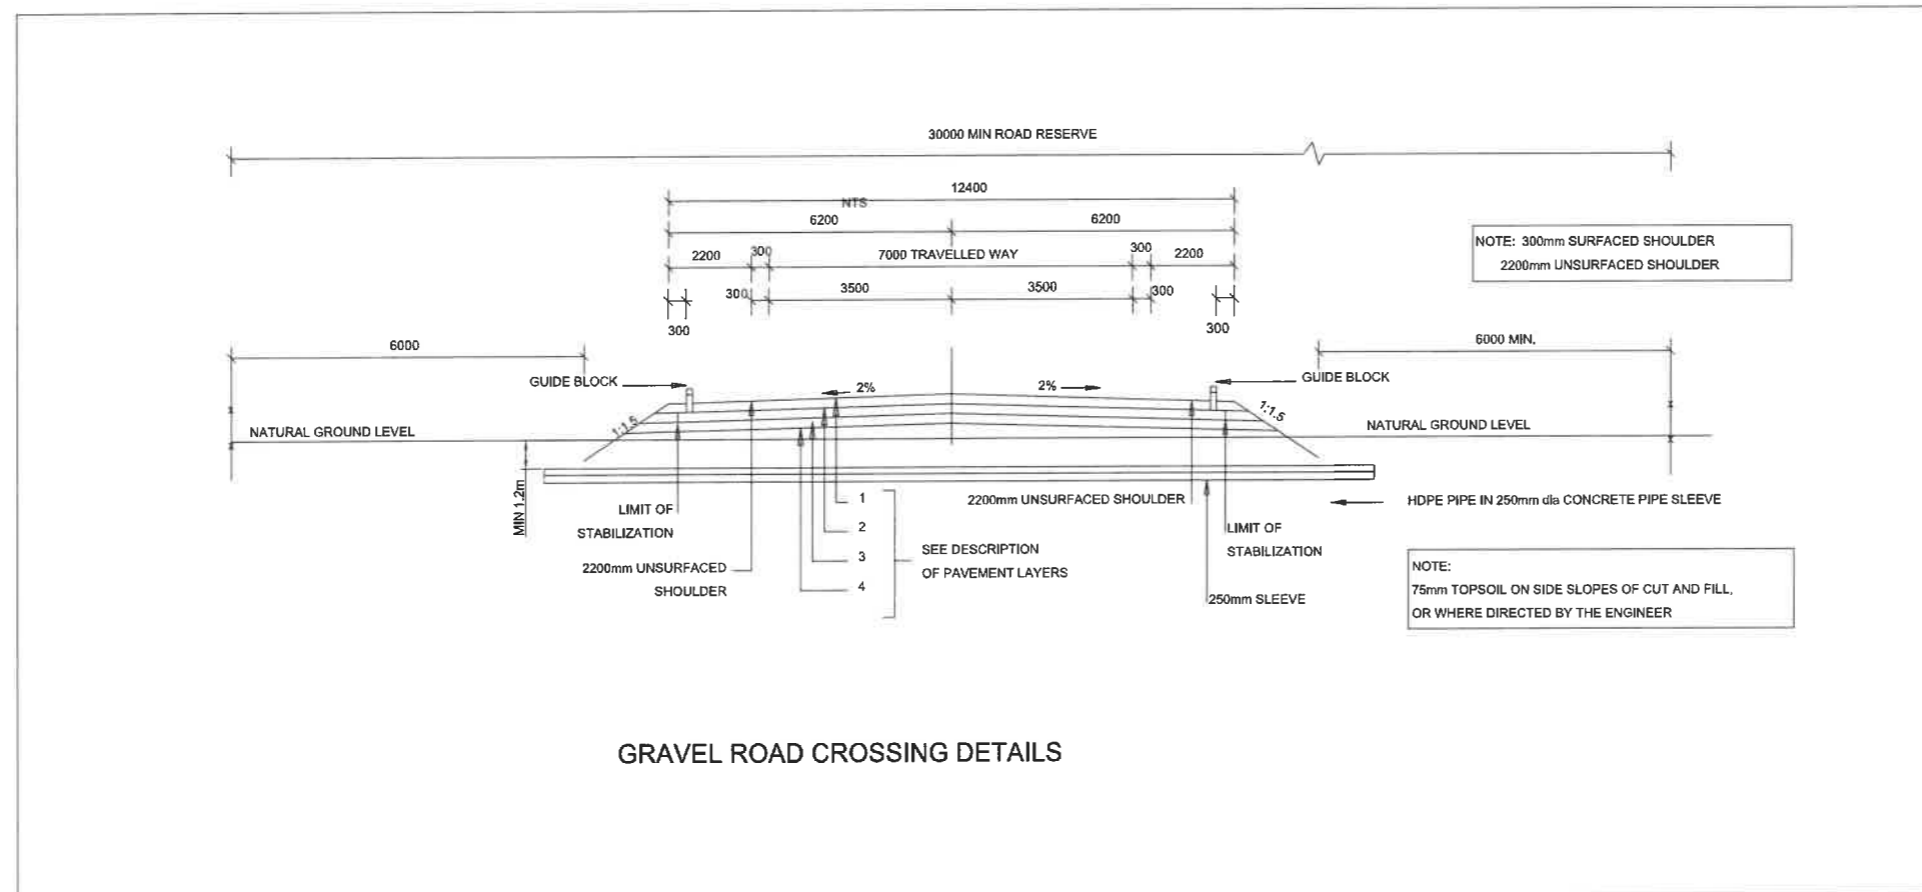 30000 MIN ROAD RESERVE
12400
NTS
6200
6200
2200
300
7000 TRAVELLED WAY
300
2200
NOTE: 300mm SURFACED SHOULDER
2200mm UNSURFACED SHOULDER
300
3500
3500
300
300
300
6000
6000 MIN.
GUIDE BLOCK
2%
2%
GUIDE BLOCK
1:1.5
1:1.5
NATURAL GROUND LEVEL
NATURAL GROUND LEVEL
MIN 1.2m
LIMIT OF
STABILIZATION
2200mm UNSURFACED
SHOULDER
1
2
3
4
SEE DESCRIPTION
OF PAVEMENT LAYERS
2200mm UNSURFACED SHOULDER
LIMIT OF
STABILIZATION
250mm SLEEVE
HDPE PIPE IN 250mm dia CONCRETE PIPE SLEEVE
NOTE:
75mm TOPSOIL ON SIDE SLOPES OF CUT AND FILL,
OR WHERE DIRECTED BY THE ENGINEER
GRAVEL ROAD CROSSING DETAILS